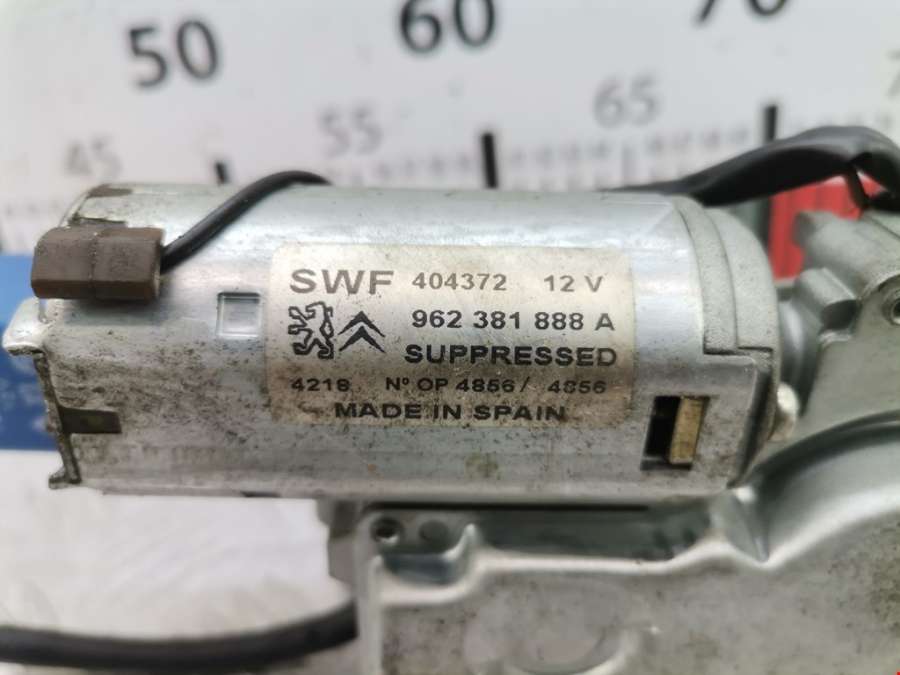 50 60 70
45 55 65
SWF 404372 12 V
962 381 888 A
SUPPRESSED
4218 Nº OP 4856/ 4856
MADE IN SPAIN